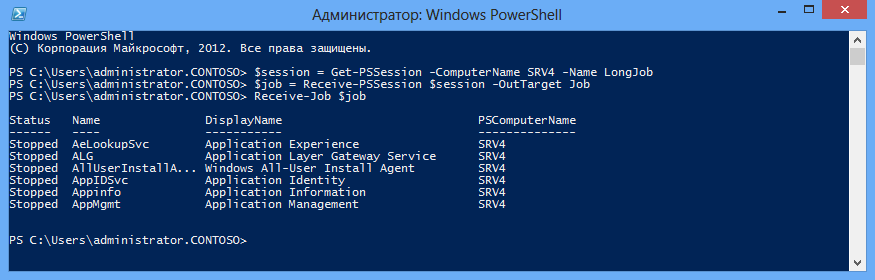 Администратор: Windows PowerShell
Windows PowerShell
(C) Корпорация Майкрософт, 2012. Все права защищены.
PS C:\Users\administrator.CONTOSO> $session = Get-PSSession -ComputerName SRV4 -Name LongJob
PS C:\Users\administrator.CONTOSO> $job = Receive-PSSession $session -OutTarget Job
PS C:\Users\administrator.CONTOSO> Receive-Job $job
Status Name DisplayName PSComputerName
------ ---- ----------- --------------
Stopped AeLookupSvc Application Experience SRV4
Stopped ALG Application Layer Gateway Service SRV4
Stopped AllUserInstallA... Windows All-User Install Agent SRV4
Stopped AppIDSvc Application Identity SRV4
Stopped Appinfo Application Information SRV4
Stopped AppMgmt Application Management SRV4
PS C:\Users\administrator.CONTOSO>